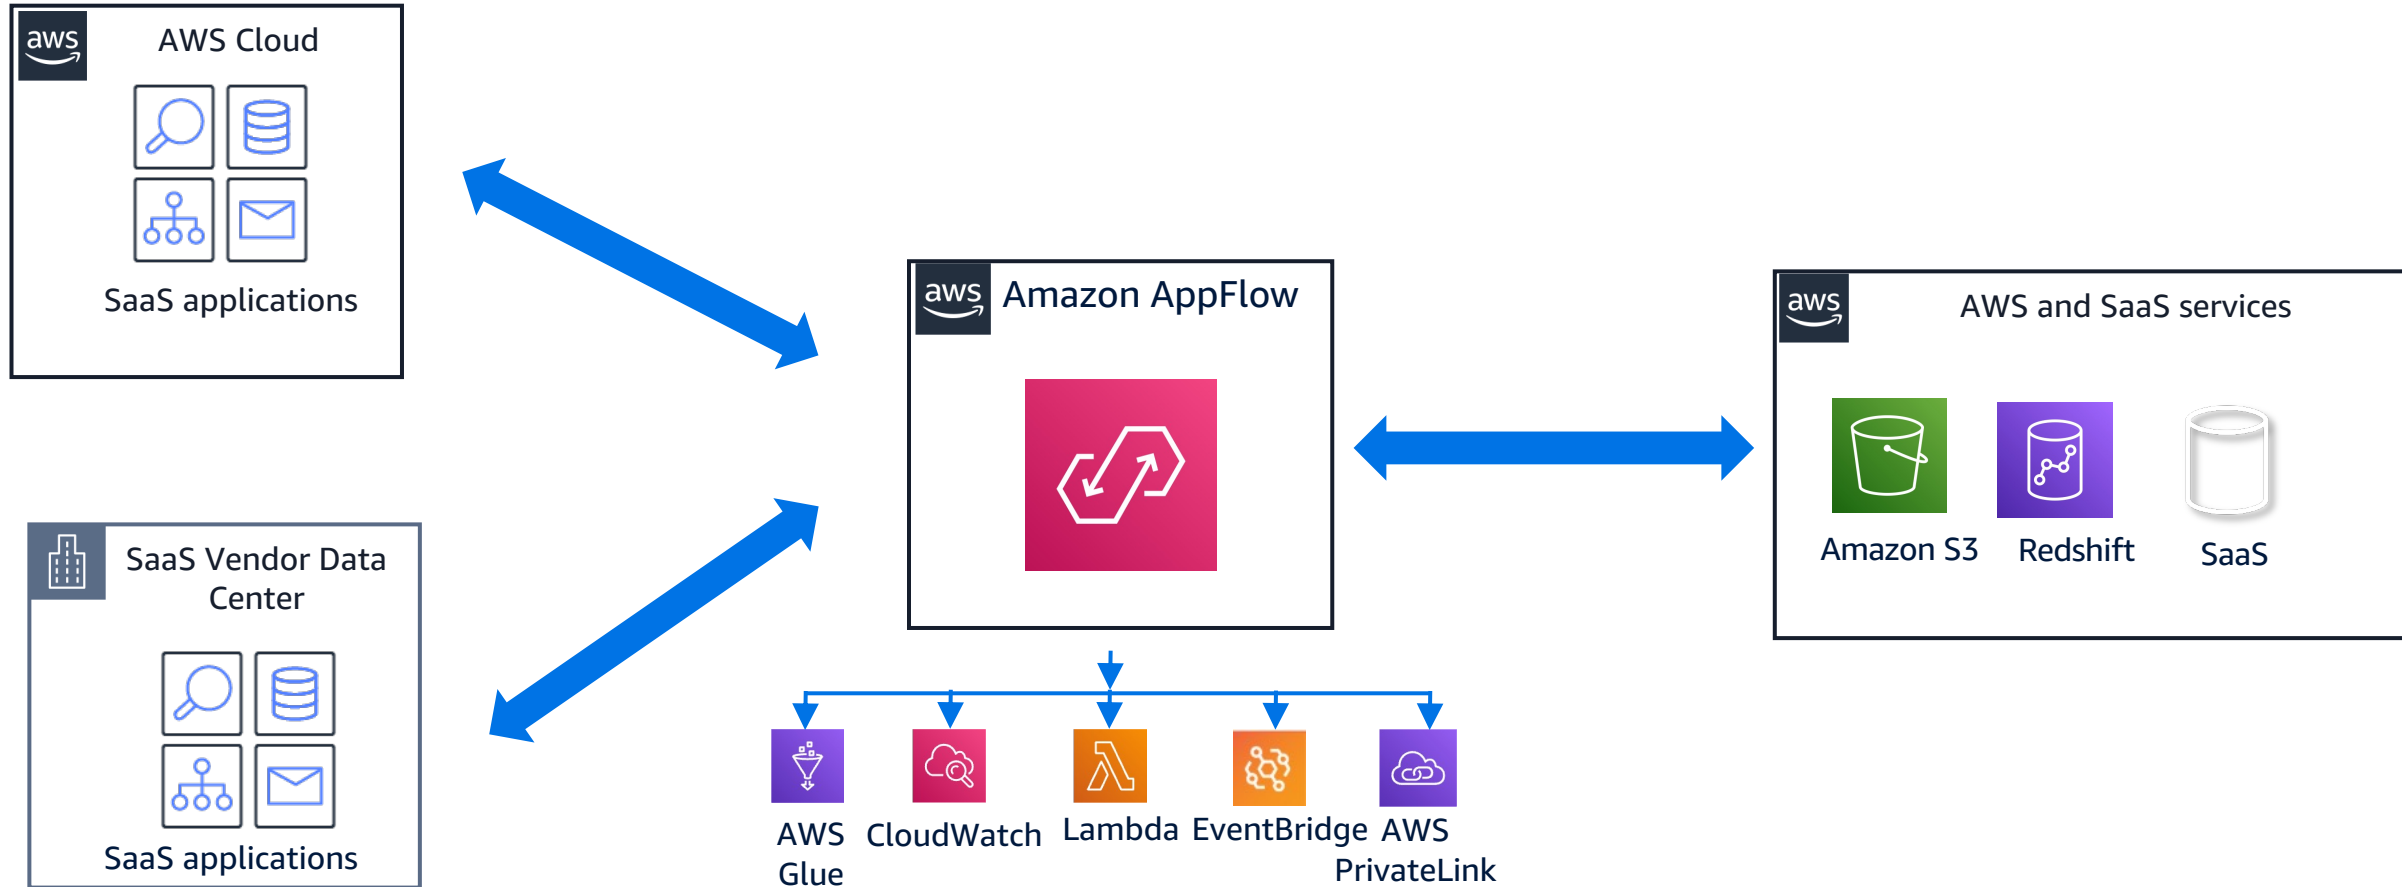 aws
AWS Cloud
SaaS applications
SaaS Vendor Data
Center
SaaS applications
aws
Amazon AppFlow
AWS
Glue
CloudWatch
Lambda
EventBridge
AWS
PrivateLink
aws
AWS and SaaS services
Amazon S3
Redshift
SaaS